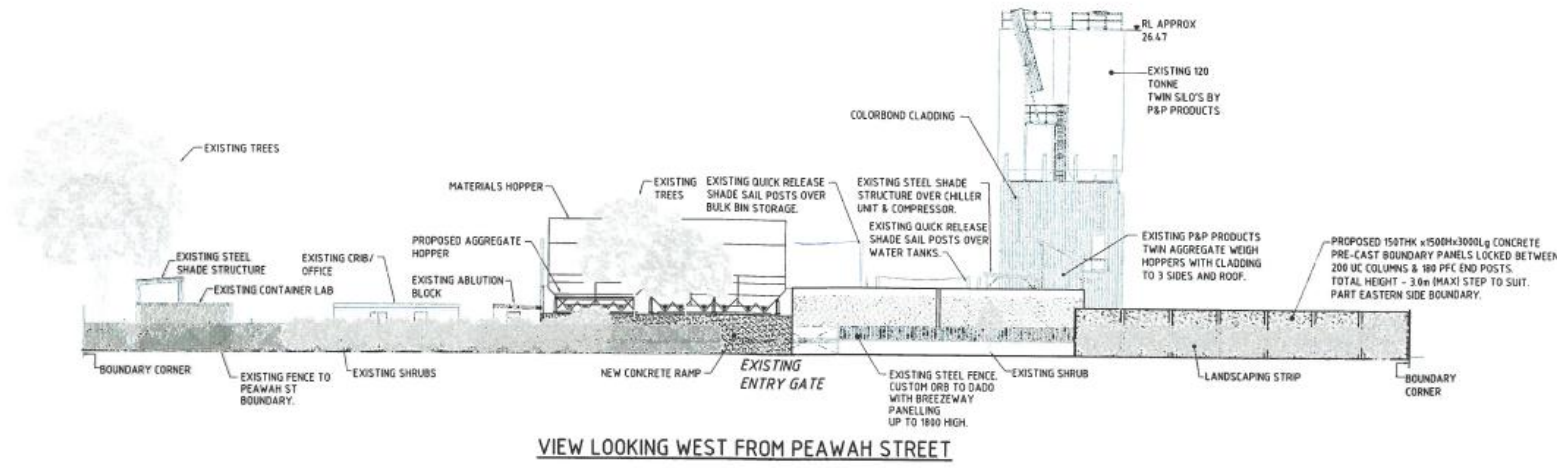 RL APPROX
26.47
EXISTING 120
TONNE
TWIN SILO'S BY
P&P PRODUCTS
COLORBOND CLADDING
EXISTING TREES
MATERIALS HOPPER
EXISTING
TREES
EXISTING QUICK RELEASE
SHADE SAIL POSTS OVER
BULK BIN STORAGE.
EXISTING STEEL SHADE
STRUCTURE OVER CHILLER
UNIT & COMPRESSOR.
EXISTING QUICK RELEASE
SHADE SAIL POSTS OVER
WATER TANKS.
PROPOSED AGGREGATE
HOPPER
EXISTING STEEL
SHADE STRUCTURE
EXISTING CRIB/
OFFICE
EXISTING CONTAINER LAB
EXISTING ABLUTION
BLOCK
EXISTING P&P PRODUCTS
TWIN AGGREGATE WEIGH
HOPPERS WITH CLADDING
TO 3 SIDES AND ROOF.
PROPOSED 150THK x1500Hx3000Lg CONCRETE
PRE-CAST BOUNDARY PANELS LOCKED BETWEEN
200 UC COLUMNS & 180 PFC END POSTS.
TOTAL HEIGHT - 3.0m (MAX) STEP TO SUIT.
PART EASTERN SIDE BOUNDARY.
BOUNDARY CORNER
EXISTING FENCE TO
PEAWAH ST
BOUNDARY.
EXISTING SHRUBS
NEW CONCRETE RAMP
EXISTING
ENTRY GATE
EXISTING STEEL FENCE.
CUSTOM ORB TO DADO
WITH BREEZEWAY
PANELLING
UP TO 1800 HIGH.
EXISTING SHRUB
LANDSCAPING STRIP
BOUNDARY
CORNER
VIEW LOOKING WEST FROM PEAWAH STREET